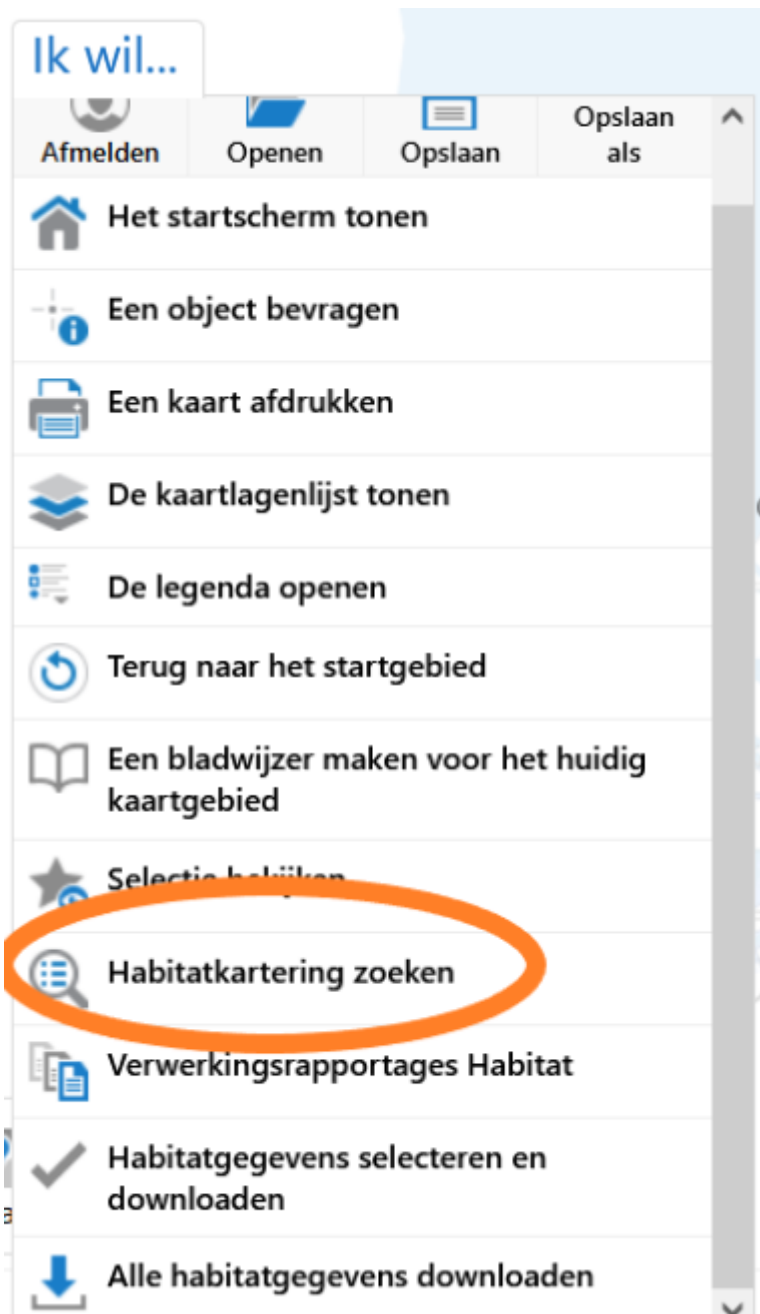 Ik wil...
Afmelden
Openen
Opslaan
Opslaan
als
Het startscherm tonen
Een object bevragen
Een kaart afdrukken
De kaartlagenlijst tonen
De legenda openen
Terug naar het startgebied
Een bladwijzer maken voor het huidig
kaartgebied
Selectie bekijken
Habitatkartering zoeken
Verwerkingsrapportages Habitat
Habitatgegevens selecteren en
downloaden
Alle habitatgegevens downloaden